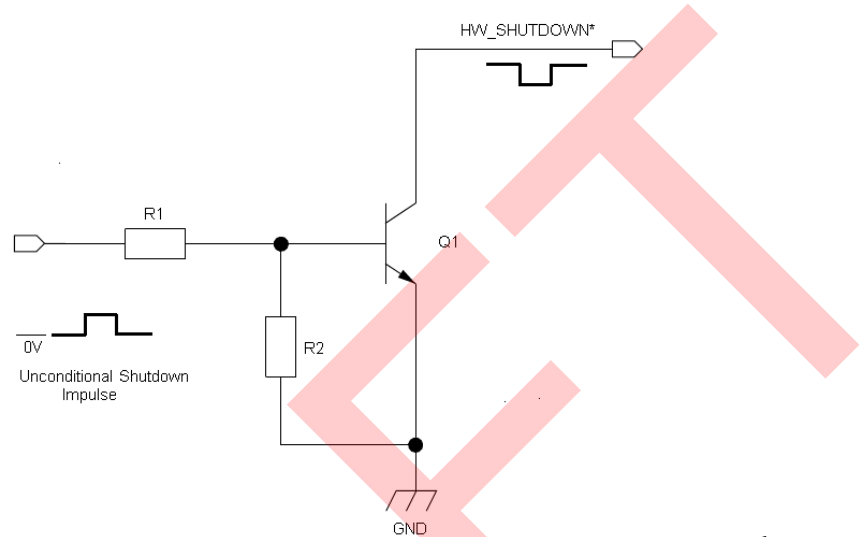 HW_SHUTDOWN*
R1
Q1
0V
R2
Unconditional Shutdown
Impulse
GND